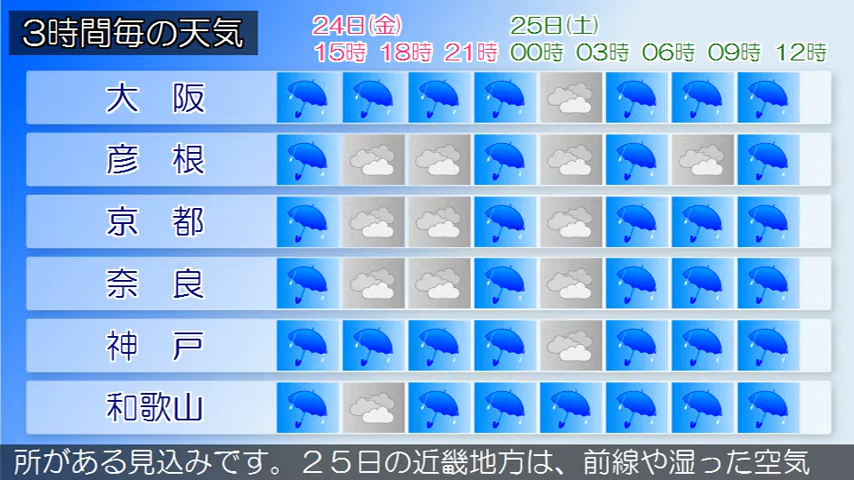 3時間毎の天気
24日(金) 25日(土)
15時 18時 21時 00時 03時 06時 09時 12時
大 阪
彦 根
京 都
奈 良
神 戸
和歌山
所がある見込みです。２５日の近畿地方は、前線や湿った空気